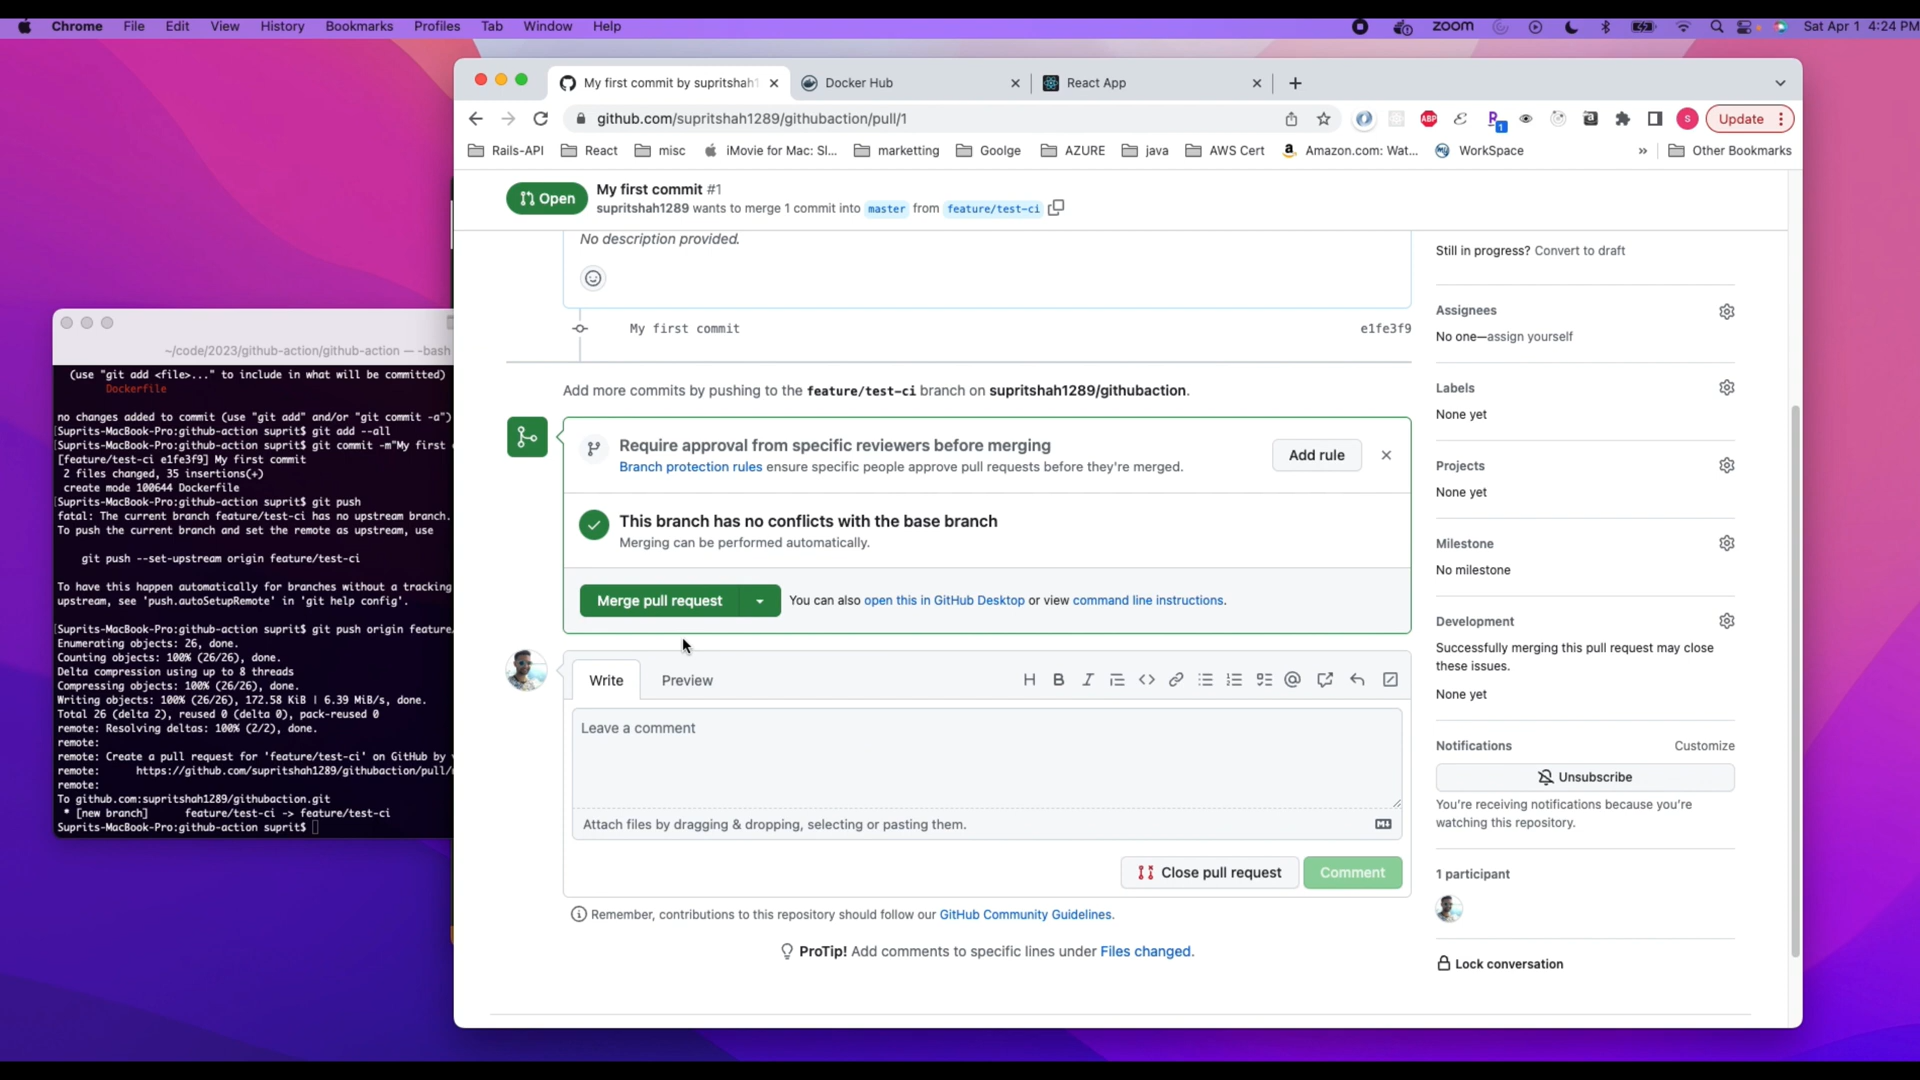 Chrome File Edit View History Bookmarks Profiles Tab Window Help
zoom
Sat Apr 1 4:24 PM
My first commit by supritshah1
Docker Hub
React App
github.com/supritshah1289/githubaction/pull/1
ABP
1
S
Update
Rails-API
React
misc
iMovie for Mac: Sl...
marketting
Goolge
AZURE
java
AWS Cert
Amazon.com: Wat...
WorkSpace
»
Other Bookmarks
Open
My first commit #1
supritshah1289 wants to merge 1 commit into master from feature/test-ci
No description provided.
My first commit
e1fe3f9
Add more commits by pushing to the feature/test-ci branch on supritshah1289/githubaction.
Require approval from specific reviewers before merging
Branch protection rules ensure specific people approve pull requests before they're merged.
Add rule
This branch has no conflicts with the base branch
Merging can be performed automatically.
Merge pull request
You can also open this in GitHub Desktop or view command line instructions.
Write
Preview
Leave a comment
Attach files by dragging & dropping, selecting or pasting them.
Close pull request
Comment
Remember, contributions to this repository should follow our GitHub Community Guidelines.
ProTip! Add comments to specific lines under Files changed.
Still in progress? Convert to draft
Assignees
No one—assign yourself
Labels
None yet
Projects
None yet
Milestone
No milestone
Development
Successfully merging this pull request may close
these issues.
None yet
Notifications
Customize
Unsubscribe
You're receiving notifications because you're
watching this repository.
1 participant
Lock conversation
~/code/2023/github-action/github-action — -bash
(use "git add <file>..." to include in what will be committed)
Dockerfile
no changes added to commit (use "git add" and/or "git commit -a")
[Suprits-MacBook-Pro:github-action suprit$ git add --all
[Suprits-MacBook-Pro:github-action suprit$ git commit -m"My first
[feature/test-ci e1fe3f9] My first commit
2 files changed, 35 insertions(+)
create mode 100644 Dockerfile
[Suprits-MacBook-Pro:github-action suprit$ git push
fatal: The current branch feature/test-ci has no upstream branch.
To push the current branch and set the remote as upstream, use
git push --set-upstream origin feature/test-ci
To have this happen automatically for branches without a tracking
upstream, see 'push.autoSetupRemote' in 'git help config'.
[Suprits-MacBook-Pro:github-action suprit$ git push origin feature
Enumerating objects: 26, done.
Counting objects: 100% (26/26), done.
Delta compression using up to 8 threads
Compressing objects: 100% (26/26), done.
Writing objects: 100% (26/26), 172.58 KiB | 6.39 MiB/s, done.
Total 26 (delta 2), reused 0 (delta 0), pack-reused 0
remote: Resolving deltas: 100% (2/2), done.
remote:
remote: Create a pull request for 'feature/test-ci' on GitHub by
remote: https://github.com/supritshah1289/githubaction/pull/
remote:
To github.com:supritshah1289/githubaction.git
* [new branch] feature/test-ci -> feature/test-ci
Suprits-MacBook-Pro:github-action suprit$